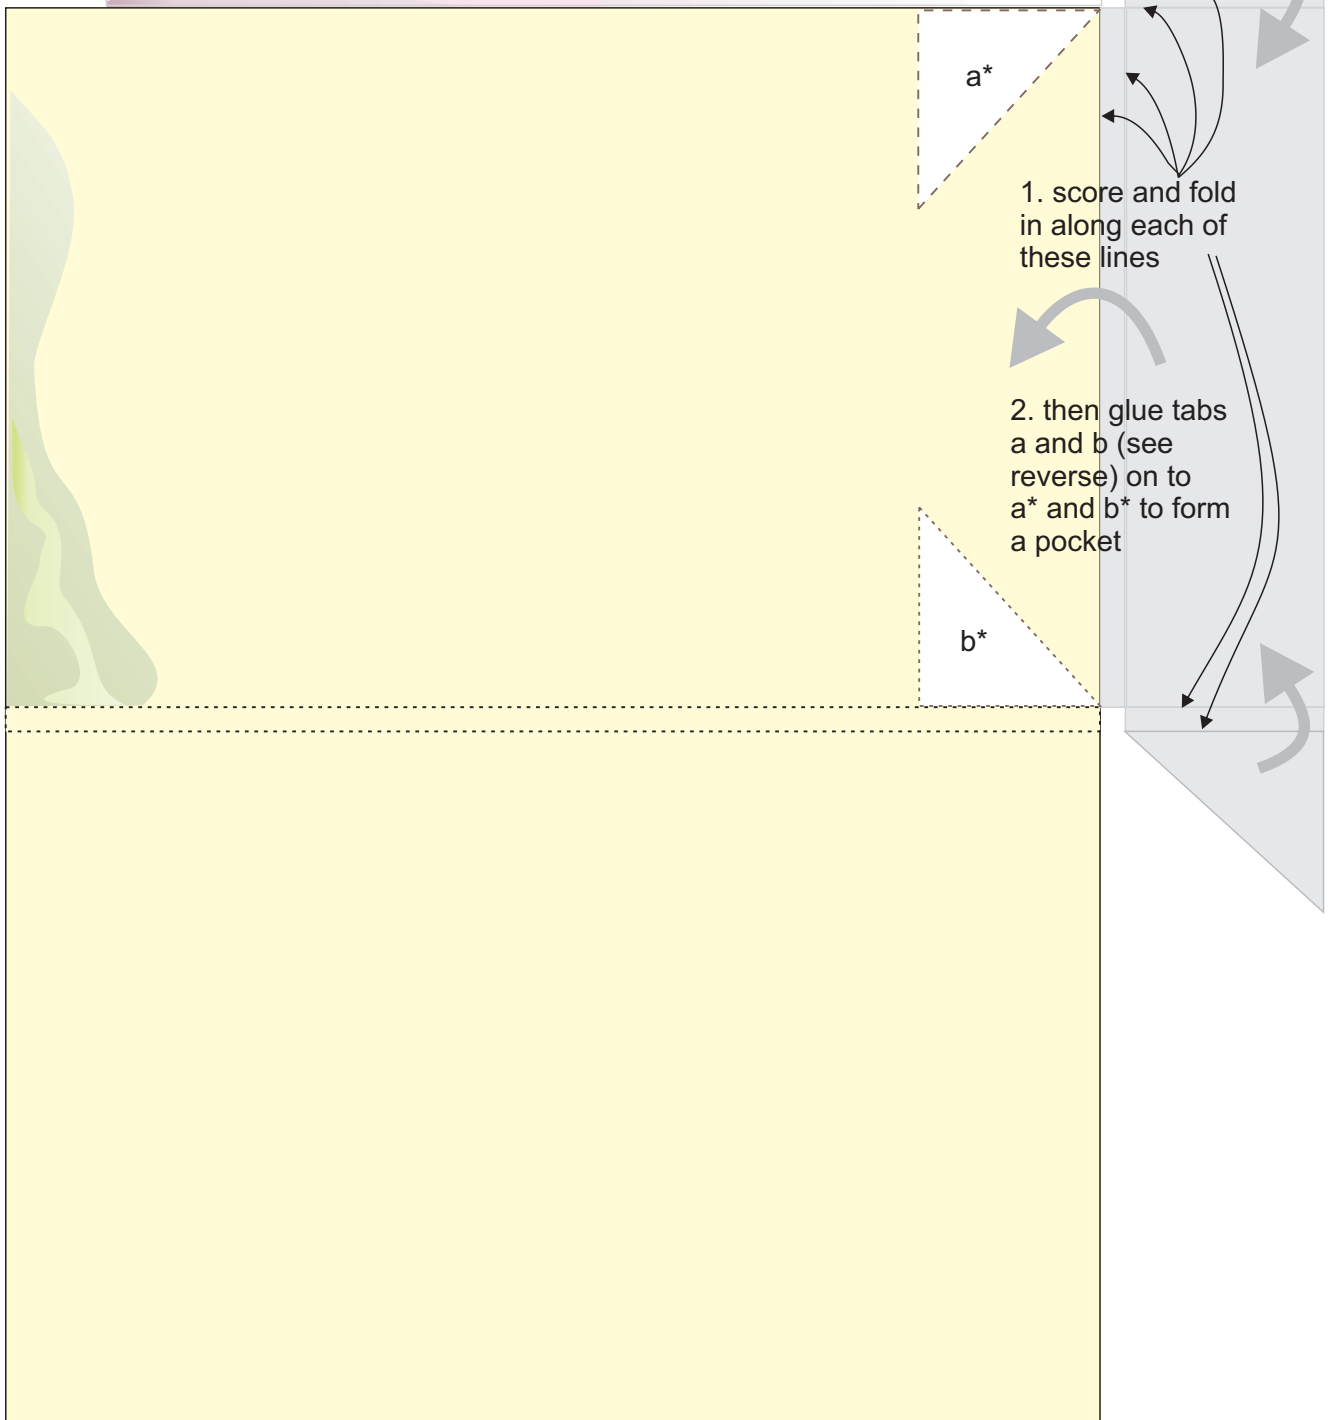 a*
1. score and fold
in along each of
these lines
2. then glue tabs
a and b (see
reverse) on to
a* and b* to form
a pocket
b*